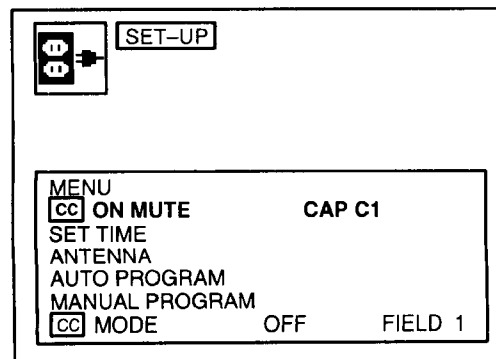 SET–UP
MENU
CC ON MUTE CAP C1
SET TIME
ANTENNA
AUTO PROGRAM
MANUAL PROGRAM
CC MODE OFF FIELD 1